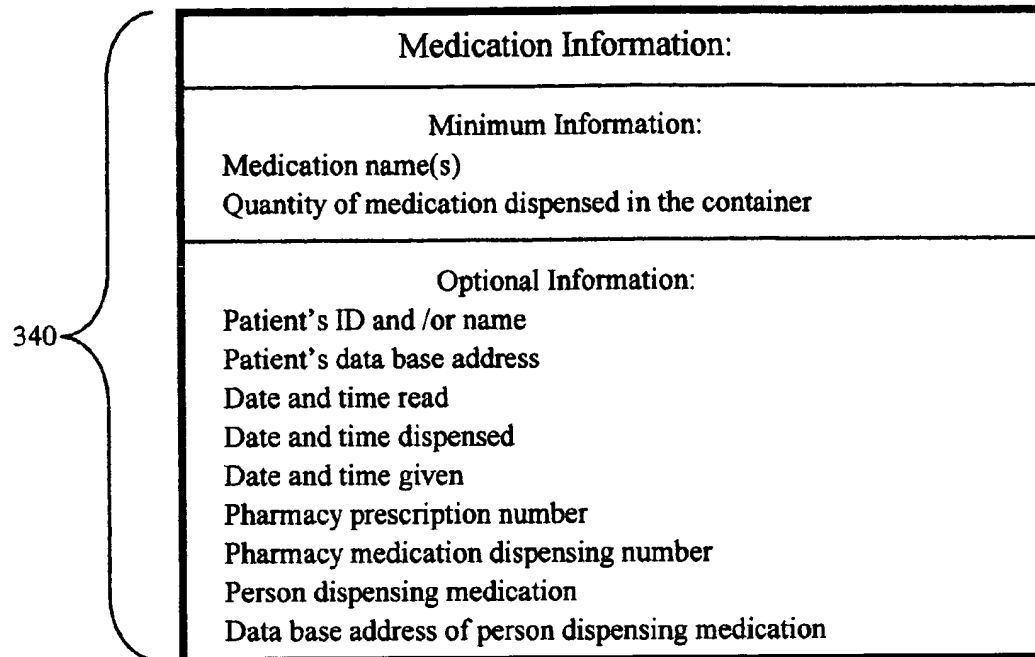 Medication Information:
Minimum Information:
Medication name(s)
Quantity of medication dispensed in the container
Optional Information:
Patient's ID and /or name
Patient's data base address
Date and time read
Date and time dispensed
Date and time given
Pharmacy prescription number
Pharmacy medication dispensing number
Person dispensing medication
Data base address of person dispensing medication
340